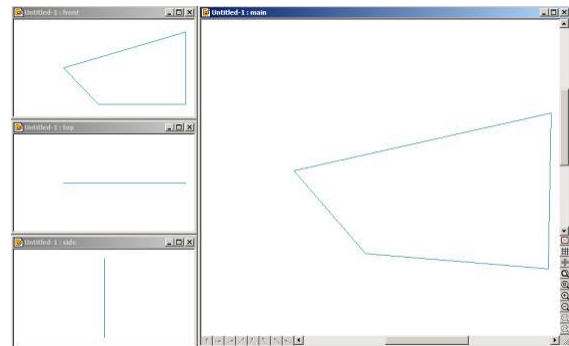 Untitled-1 : front
Untitled-1 : main
Untitled-1 : top
Untitled-1 : side